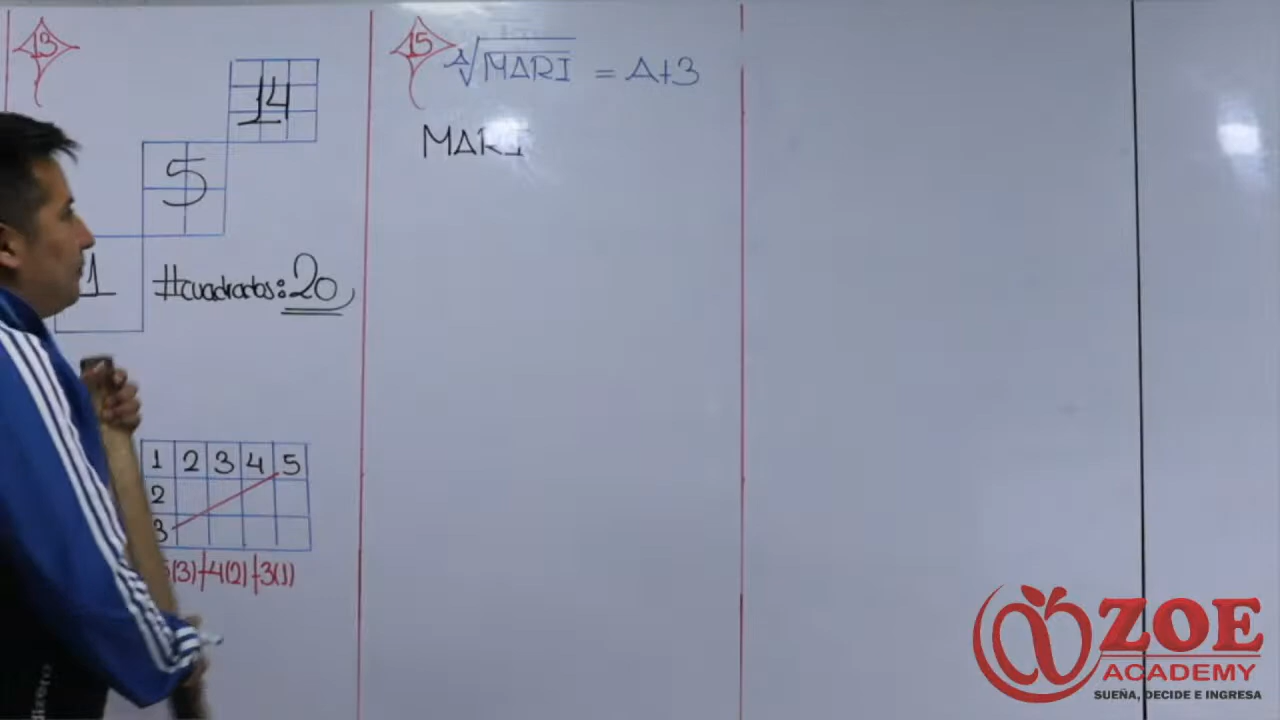 13
14
5
1
#cuadrados: 20
1 2 3 4 5
2
3
(3)+4(2)+3(1)
15
A√MARI = A+3
MARI
ZOE
ACADEMY
SUEÑA, DECIDE E INGRESA